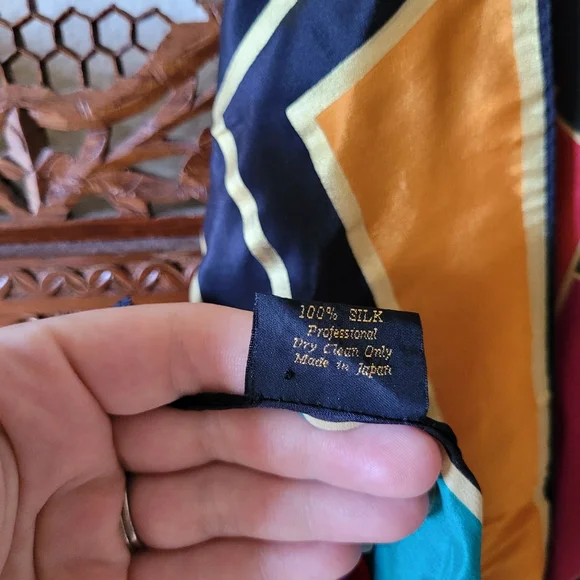 100% SILK
Professional
Dry Clean Only
Made in Japan